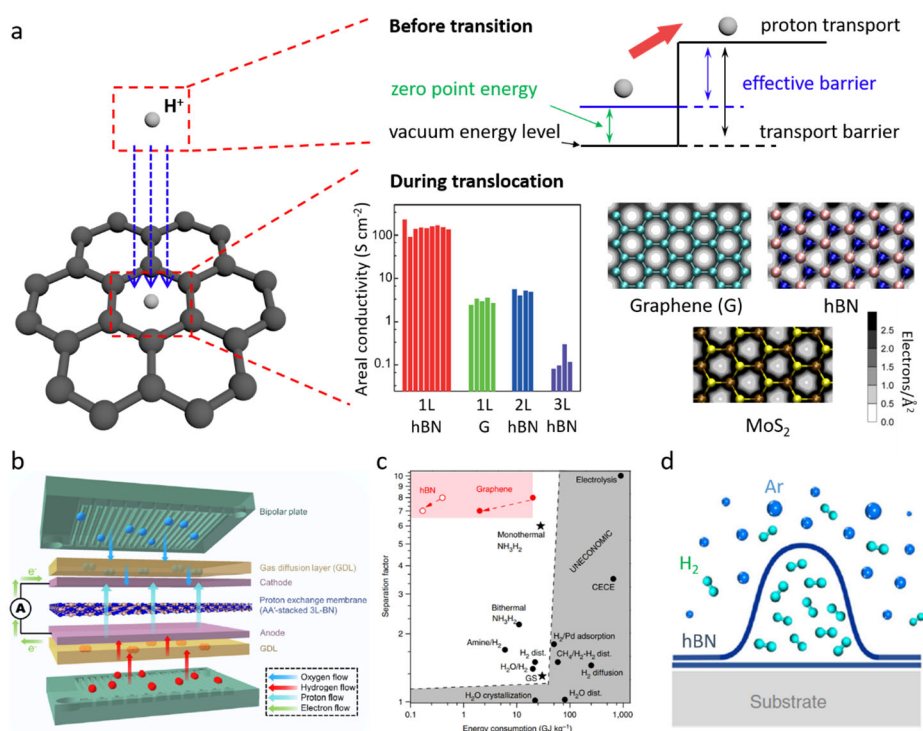 a
Before transition
H⁺
proton transport
zero point energy
effective barrier
vacuum energy level
transport barrier
During translocation
Areal conductivity (S cm⁻²)
100
10
1
0.1
1L
hBN
1L
G
2L
hBN
3L
hBN
Graphene (G)
hBN
MoS₂
Electrons/Å²
2.5
2.0
1.5
1.0
0.5
0.0
b
Bipolar plate
Gas diffusion layer (GDL)
Cathode
Proton exchange membrane
(AA'-stacked 3L-BN)
Anode
GDL
e⁻
A
e⁻
Oxygen flow
Hydrogen flow
Proton flow
Electron flow
c
Separation factor
10
9
8
7
6
5
4
3
2
1
hBN
Graphene
Electrolysis
Monothermal
NH₃H₂
UNECONOMIC
CECE
Bithermal
NH₃H₂
Amine/H₂
H₂/Pd adsorption
H₂ dist.
CH₄/H₂-H₂ dist.
H₂O/H₂
H₂ diffusion
GS
H₂O crystallization
H₂O dist.
0.1
1
10
100
1,000
Energy consumption (GJ kg⁻¹)
d
Ar
H₂
hBN
Substrate